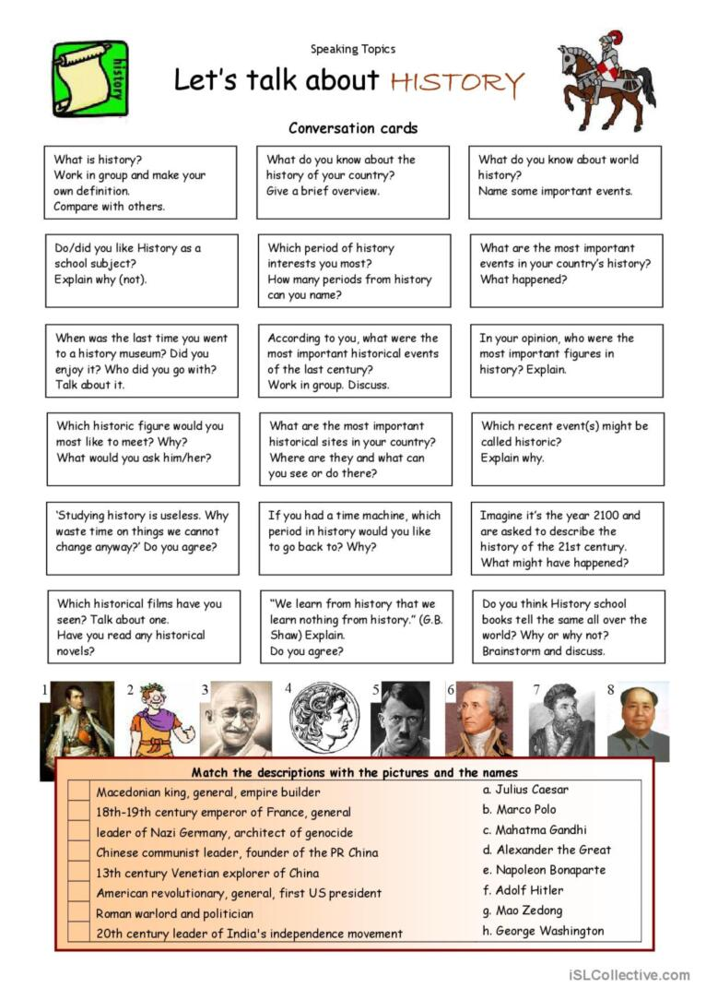 Speaking Topics
history
Let's talk about HISTORY
Conversation cards
What is history?
Work in group and make your
own definition.
Compare with others.
What do you know about the
history of your country?
Give a brief overview.
What do you know about world
history?
Name some important events.
Do/did you like History as a
school subject?
Explain why (not).
Which period of history
interests you most?
How many periods from history
can you name?
What are the most important
events in your country's history?
What happened?
When was the last time you went
to a history museum? Did you
enjoy it? Who did you go with?
Talk about it.
According to you, what were the
most important historical events
of the last century?
Work in group. Discuss.
In your opinion, who were the
most important figures in
history? Explain.
Which historic figure would you
most like to meet? Why?
What would you ask him/her?
What are the most important
historical sites in your country?
Where are they and what can
you see or do there?
Which recent event(s) might be
called historic?
Explain why.
'Studying history is useless. Why
waste time on things we cannot
change anyway?' Do you agree?
If you had a time machine, which
period in history would you like
to go back to? Why?
Imagine it's the year 2100 and
are asked to describe the
history of the 21st century.
What might have happened?
Which historical films have you
seen? Talk about one.
Have you read any historical
novels?
"We learn from history that we
learn nothing from history." (G.B.
Shaw) Explain.
Do you agree?
Do you think History school
books tell the same all over the
world? Why or why not?
Brainstorm and discuss.
1 2 3 4 5 6 7 8
Match the descriptions with the pictures and the names
Macedonian king, general, empire builder
18th-19th century emperor of France, general
leader of Nazi Germany, architect of genocide
Chinese communist leader, founder of the PR China
13th century Venetian explorer of China
American revolutionary, general, first US president
Roman warlord and politician
20th century leader of India's independence movement
a. Julius Caesar
b. Marco Polo
c. Mahatma Gandhi
d. Alexander the Great
e. Napoleon Bonaparte
f. Adolf Hitler
g. Mao Zedong
h. George Washington
iSLCollective.com